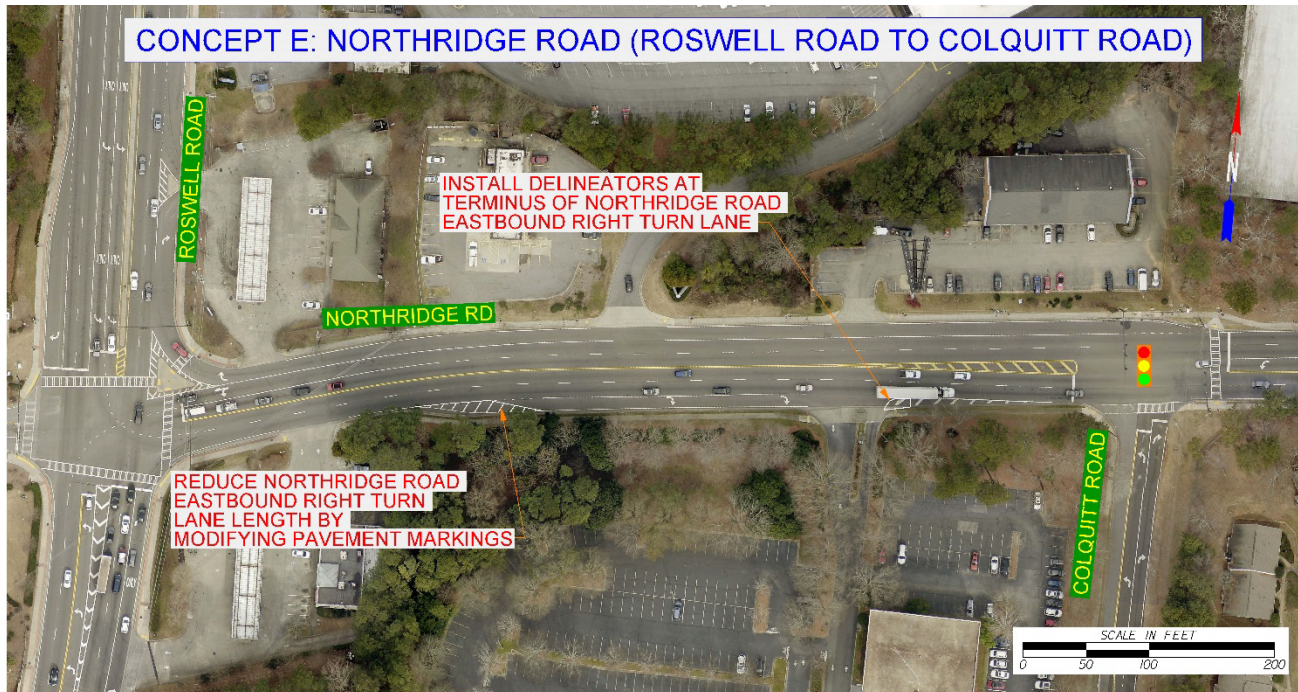 CONCEPT E: NORTHRIDGE ROAD (ROSWELL ROAD TO COLQUITT ROAD)
ROSWELL ROAD
INSTALL DELINEATORS AT
TERMINUS OF NORTHRIDGE ROAD
EASTBOUND RIGHT TURN LANE
N
NORTHRIDGE RD
REDUCE NORTHRIDGE ROAD
EASTBOUND RIGHT TURN
LANE LENGTH BY
MODIFYING PAVEMENT MARKINGS
COLQUITT ROAD
SCALE IN FEET
0 50 100 200